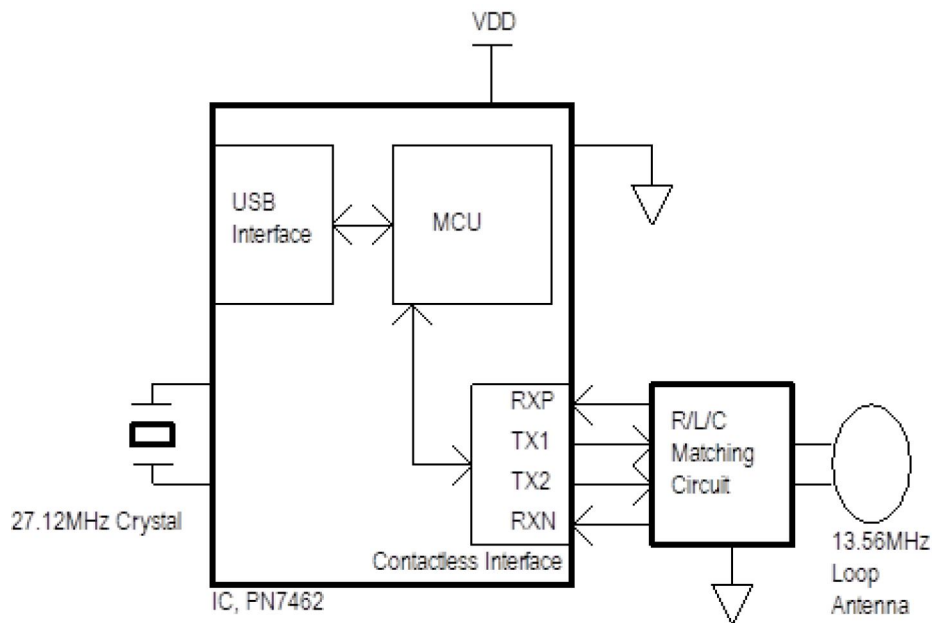 VDD
USB
Interface
MCU
RXP
TX1
TX2
RXN
R/L/C
Matching
Circuit
27.12MHz Crystal
Contactless Interface
13.56MHz
Loop
Antenna
IC, PN7462